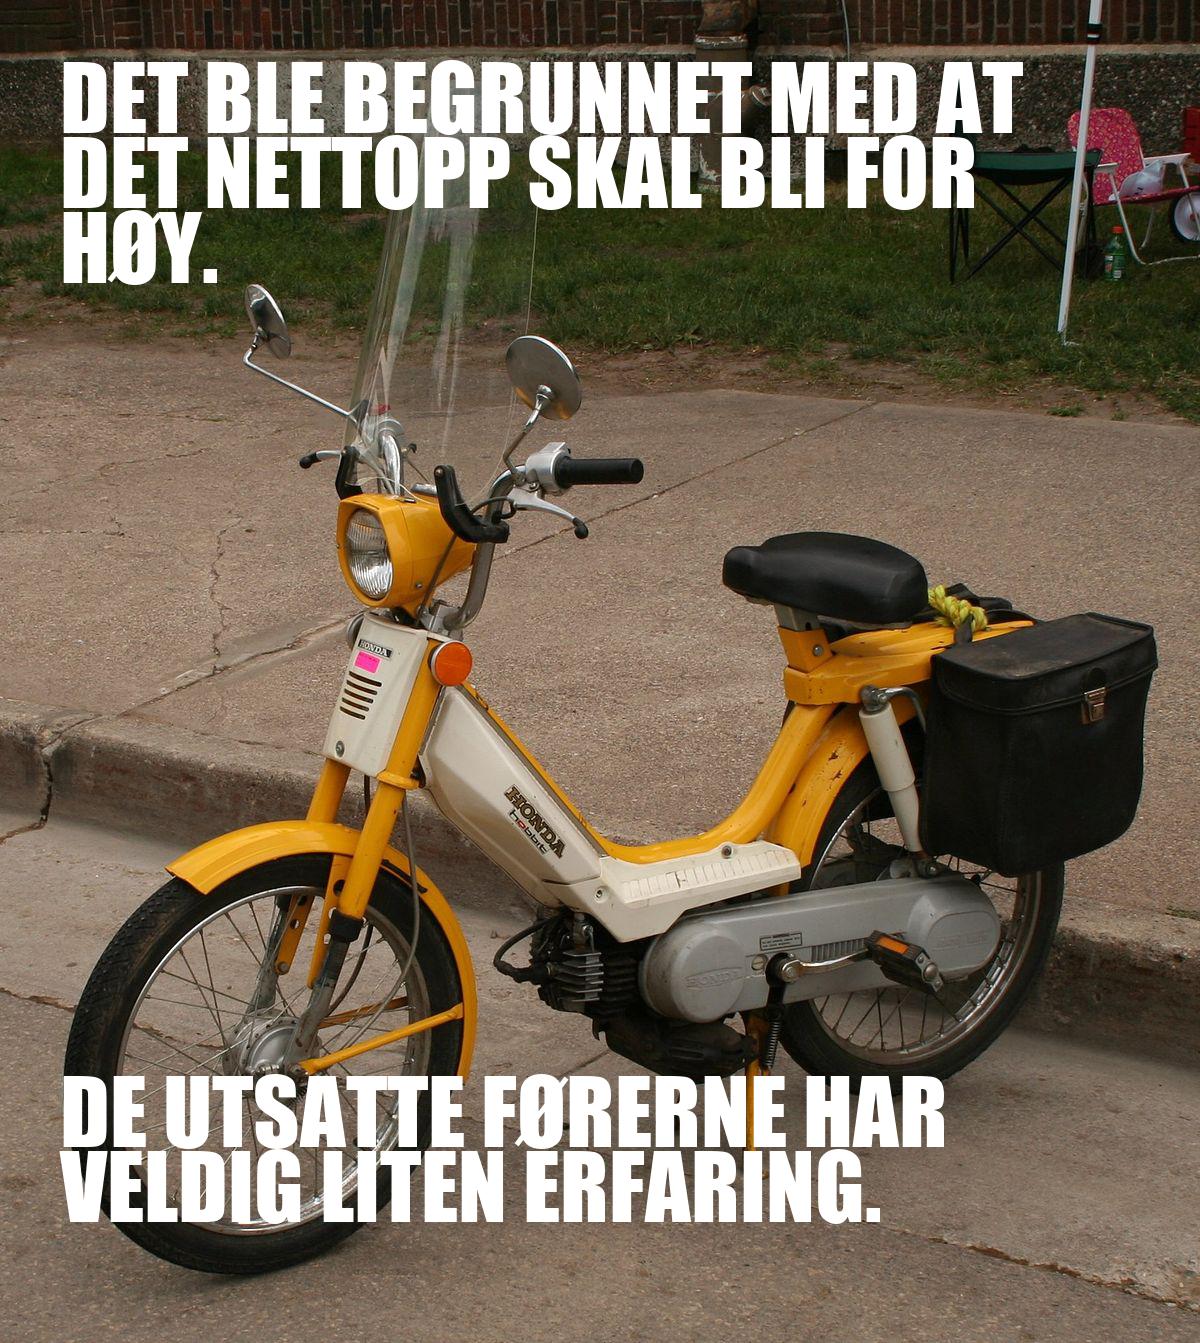 DET BLE BEGRUNNET MED AT
DET NETTOPP SKAL BLI FOR
HØY.
HONDA
HONDA
hobbit
HONDA
DE UTSATTE FØRERNE HAR
VELDIG LITEN ERFARING.